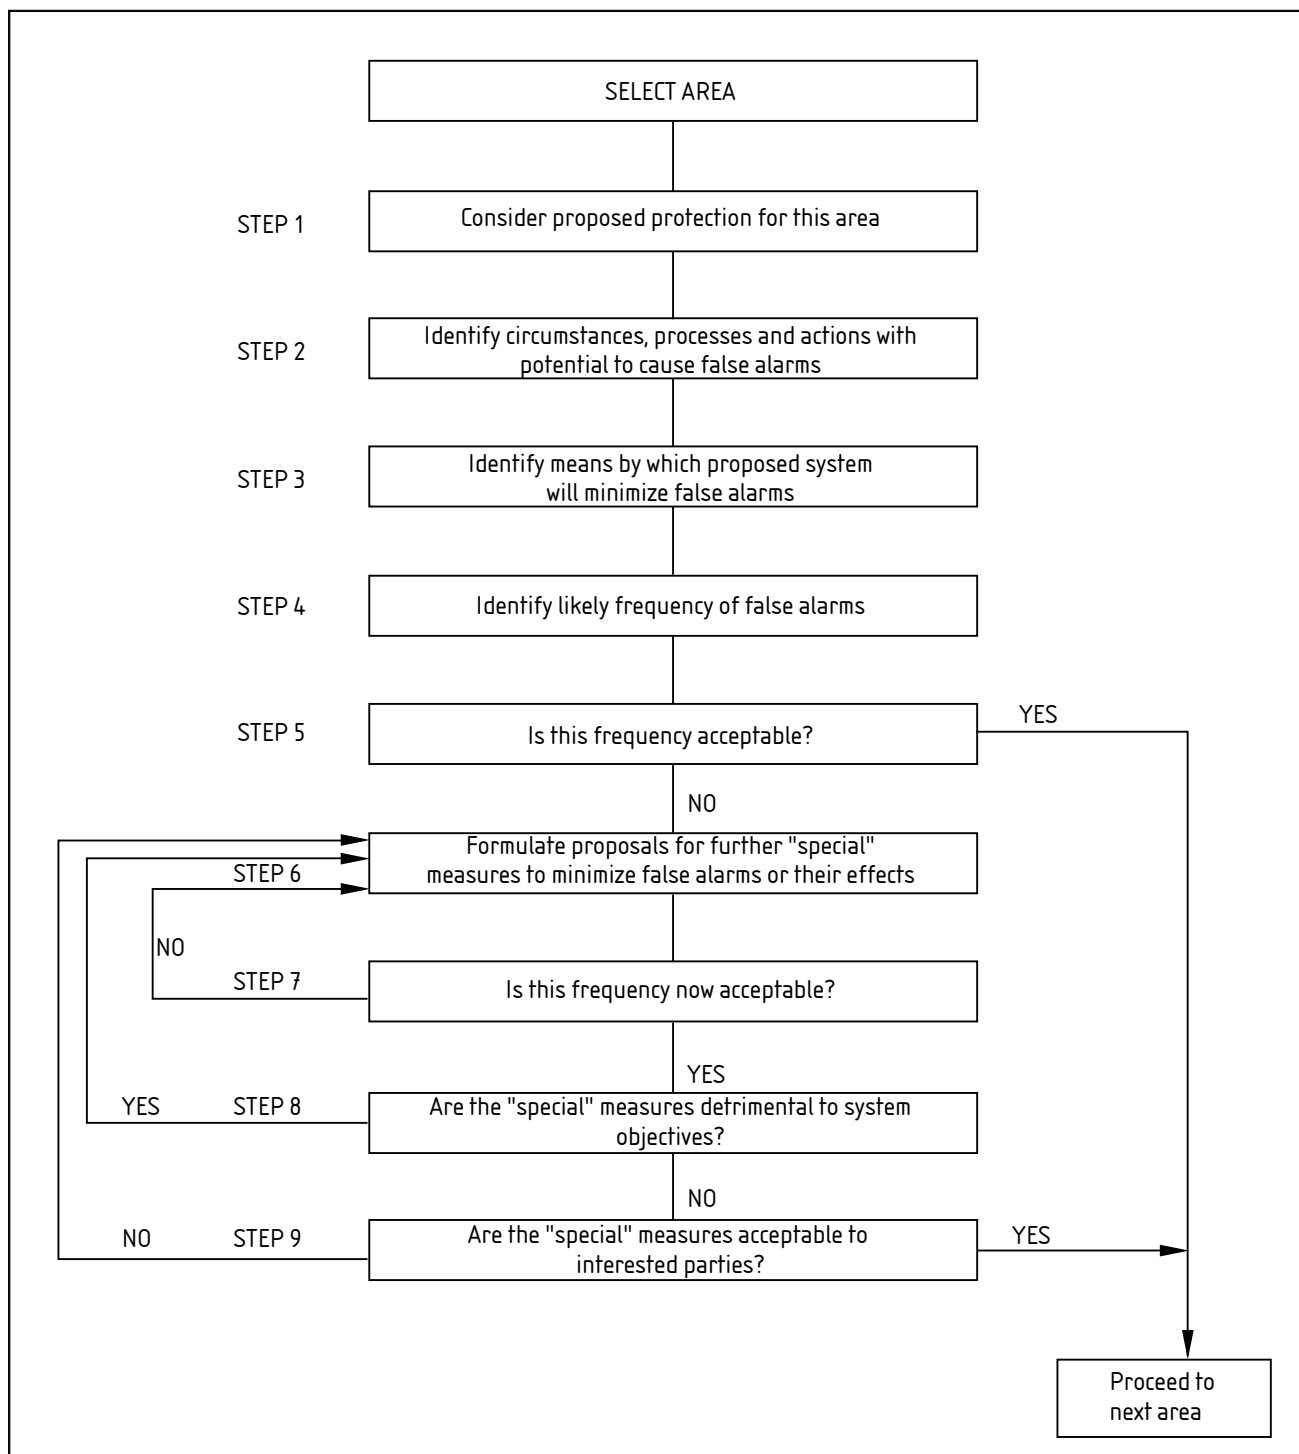 SELECT AREA
STEP 1
Consider proposed protection for this area
STEP 2
Identify circumstances, processes and actions with
potential to cause false alarms
STEP 3
Identify means by which proposed system
will minimize false alarms
STEP 4
Identify likely frequency of false alarms
STEP 5
Is this frequency acceptable?
YES
NO
STEP 6
Formulate proposals for further "special"
measures to minimize false alarms or their effects
NO
STEP 7
Is this frequency now acceptable?
YES
YES
STEP 8
Are the "special" measures detrimental to system
objectives?
NO
NO
STEP 9
Are the "special" measures acceptable to
interested parties?
YES
Proceed to
next area